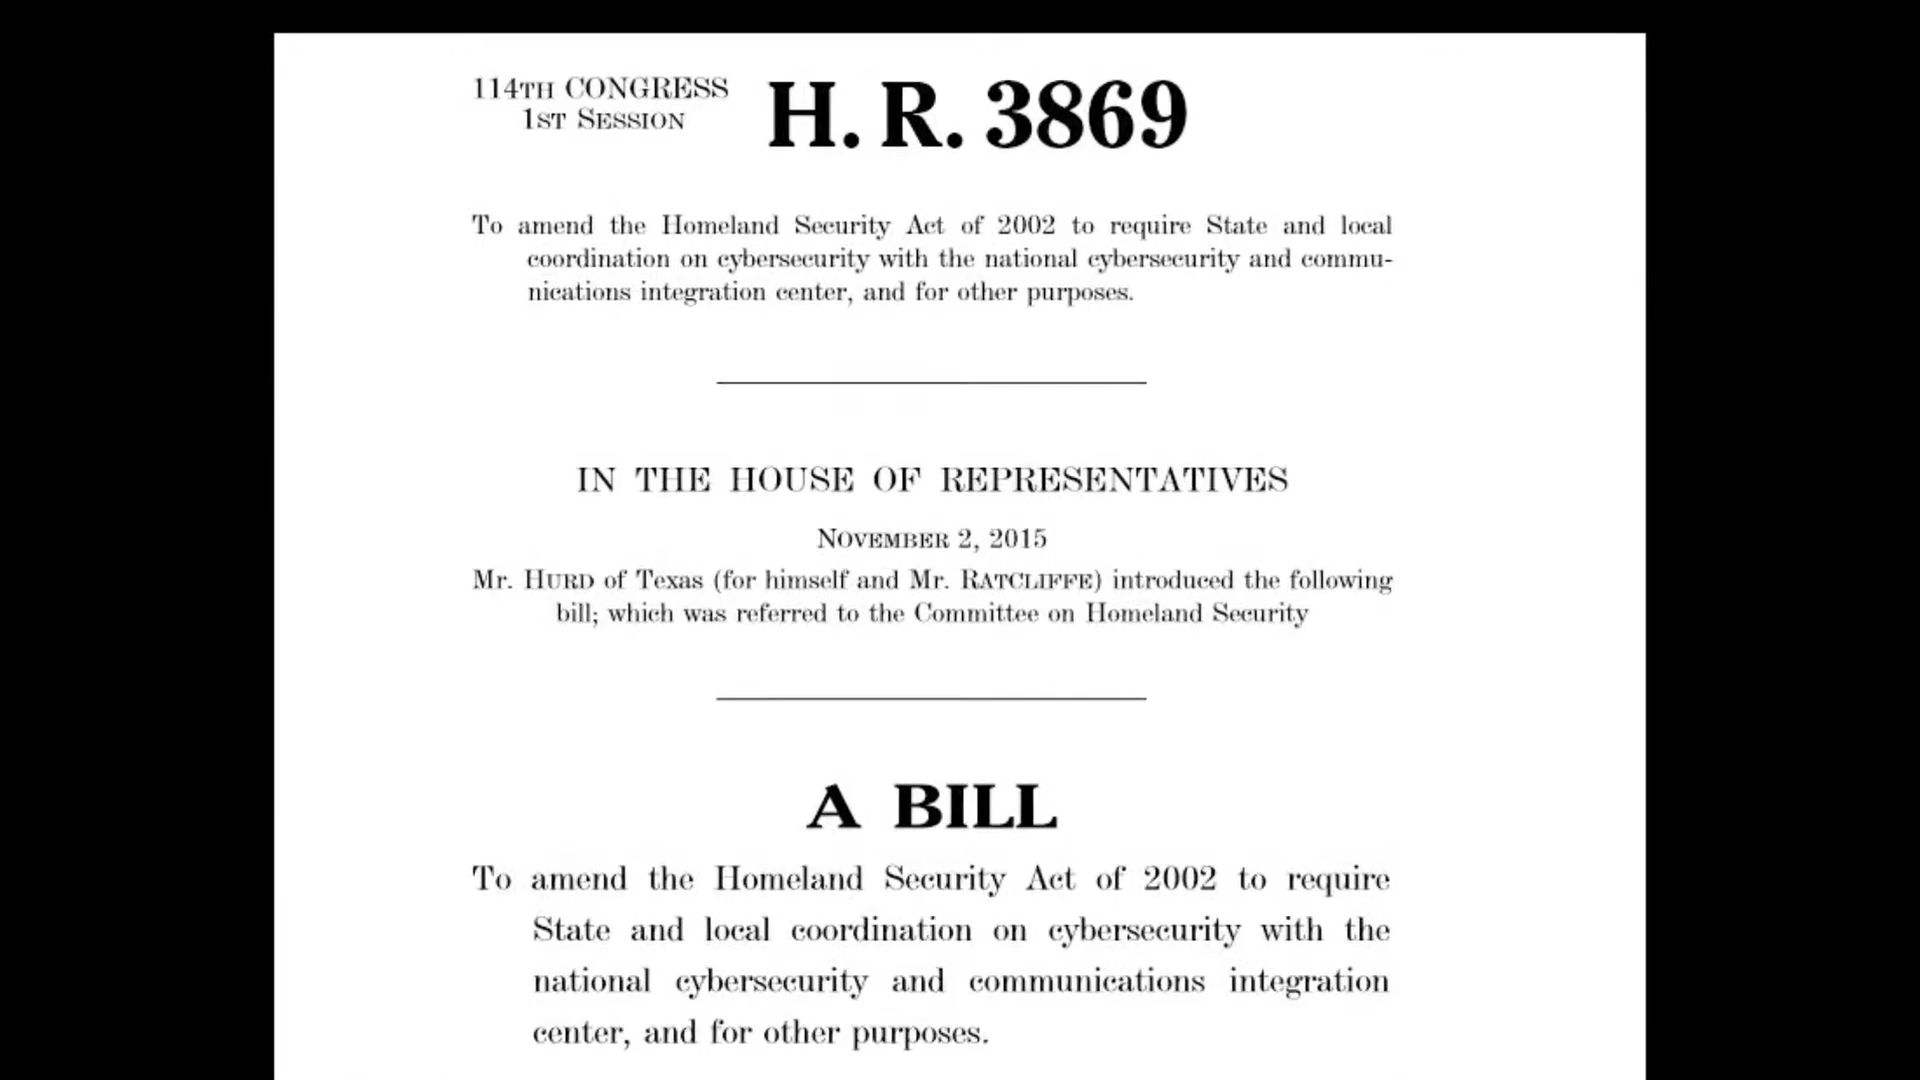 114TH CONGRESS
1ST SESSION
H. R. 3869
To amend the Homeland Security Act of 2002 to require State and local
coordination on cybersecurity with the national cybersecurity and commu-
nications integration center, and for other purposes.
IN THE HOUSE OF REPRESENTATIVES
NOVEMBER 2, 2015
Mr. HURD of Texas (for himself and Mr. RATCLIFFE) introduced the following
bill; which was referred to the Committee on Homeland Security
A BILL
To amend the Homeland Security Act of 2002 to require
State and local coordination on cybersecurity with the
national cybersecurity and communications integration
center, and for other purposes.